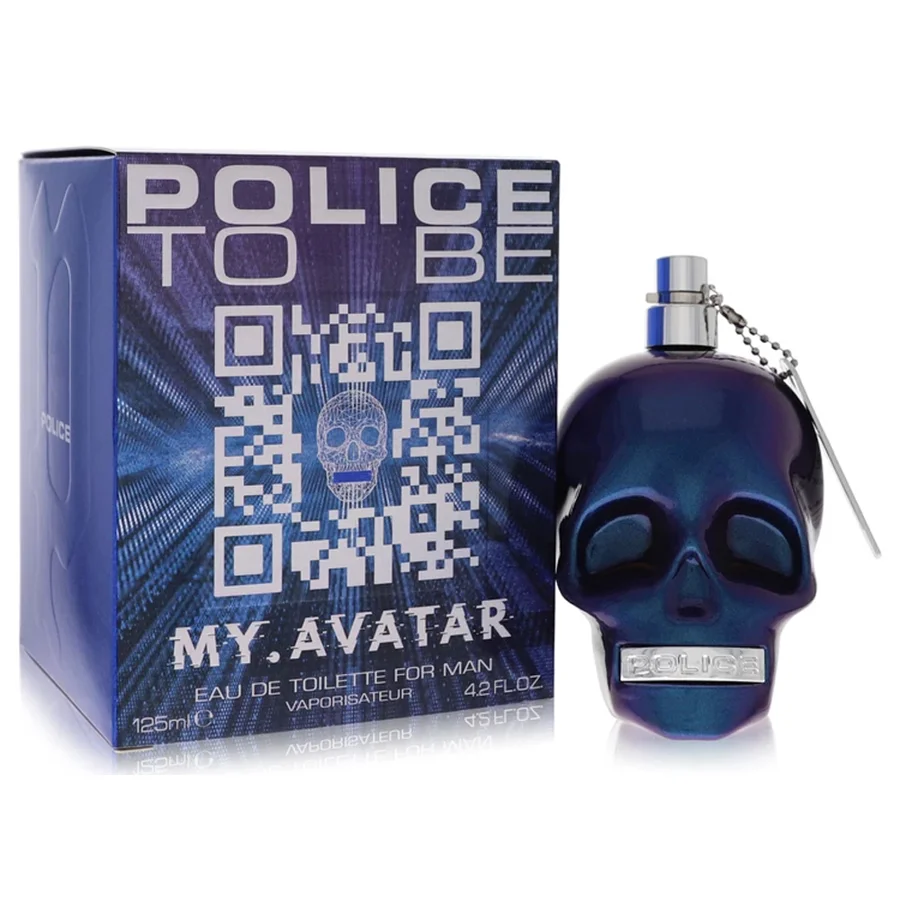 POLICE
TO BE
POLICE
MY.AVATAR
EAU DE TOILETTE FOR MAN
VAPORISATEUR
125ml ℮
4.2 FL.OZ
POLICE